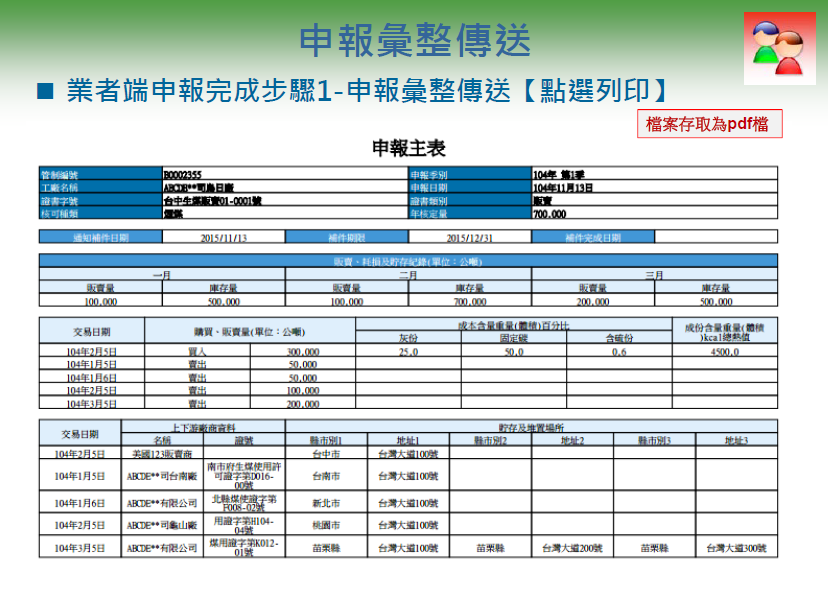 申報彙整傳送
業者端申報完成步驟1-申報彙整傳送【點選列印】
檔案存取為pdf檔
申報主表
管制編號 B0002355 申報季別 104年 第1季
工廠名稱 ABCDE**司烏日廠 申報日期 104年11月13日
證書字號 台中生煤販賣01-0001號 證書類別 販賣
核可種類 煙煤 年核定量 700.000
通知補件日期 2015/11/13 補件期限 2015/12/31 補件完成日期
販賣、耗損及貯存紀錄(單位：公噸)
一月 二月 三月
販賣量 庫存量 販賣量 庫存量 販賣量 庫存量
100.000 500.000 100.000 700.000 200.000 500.000
交易日期 購買、販賣量(單位：公噸) 成本含量重量(體積)百分比 成份含量重量(體積)kcal總熱值
灰份 固定碳 含硫份
104年2月5日 買入 300.000 25.0 50.0 0.6 4500.0
104年1月5日 賣出 50.000
104年1月6日 賣出 50.000
104年2月5日 賣出 100.000
104年3月5日 賣出 200.000
交易日期 上下游廠商資料 貯存及堆置場所
名稱 證號 縣市別1 地址1 縣市別2 地址2 縣市別3 地址3
104年2月5日 美國123販賣商 台中市 台灣大道100號
104年1月5日 ABCDE**司台南廠 南市府生煤使用許可證字第D016-00號 台南市 台灣大道100號
104年1月6日 ABCDE**有限公司 北縣煤使證字第F008-02號 新北市 台灣大道100號
104年2月5日 ABCDE**司龜山廠 用證字第H104-04號 桃園市 台灣大道100號
104年3月5日 ABCDE**有限公司 煤用證字第K012-01號 苗栗縣 台灣大道100號 苗栗縣 台灣大道200號 苗栗縣 台灣大道300號